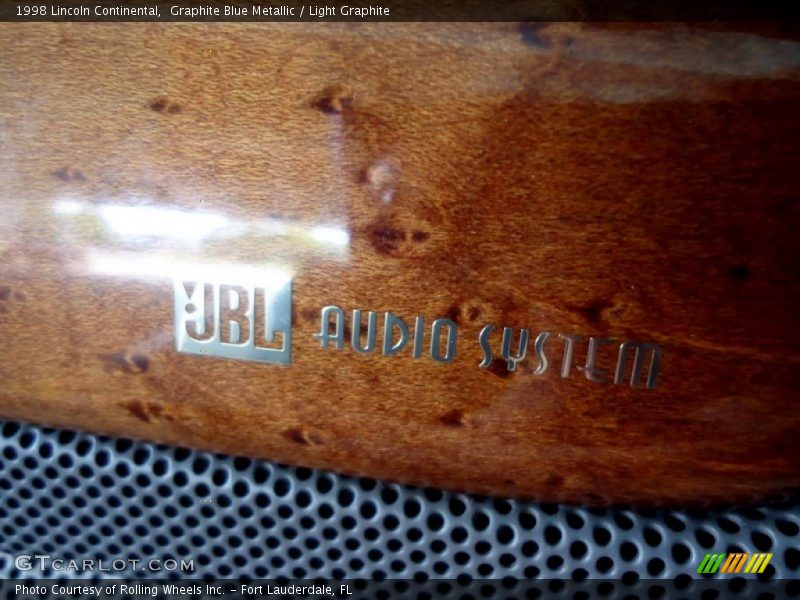 1998 Lincoln Continental,  Graphite Blue Metallic / Light Graphite
JBL AUDIO SYSTEM
GTCARLOT.COM
Photo Courtesy of Rolling Wheels Inc. - Fort Lauderdale, FL